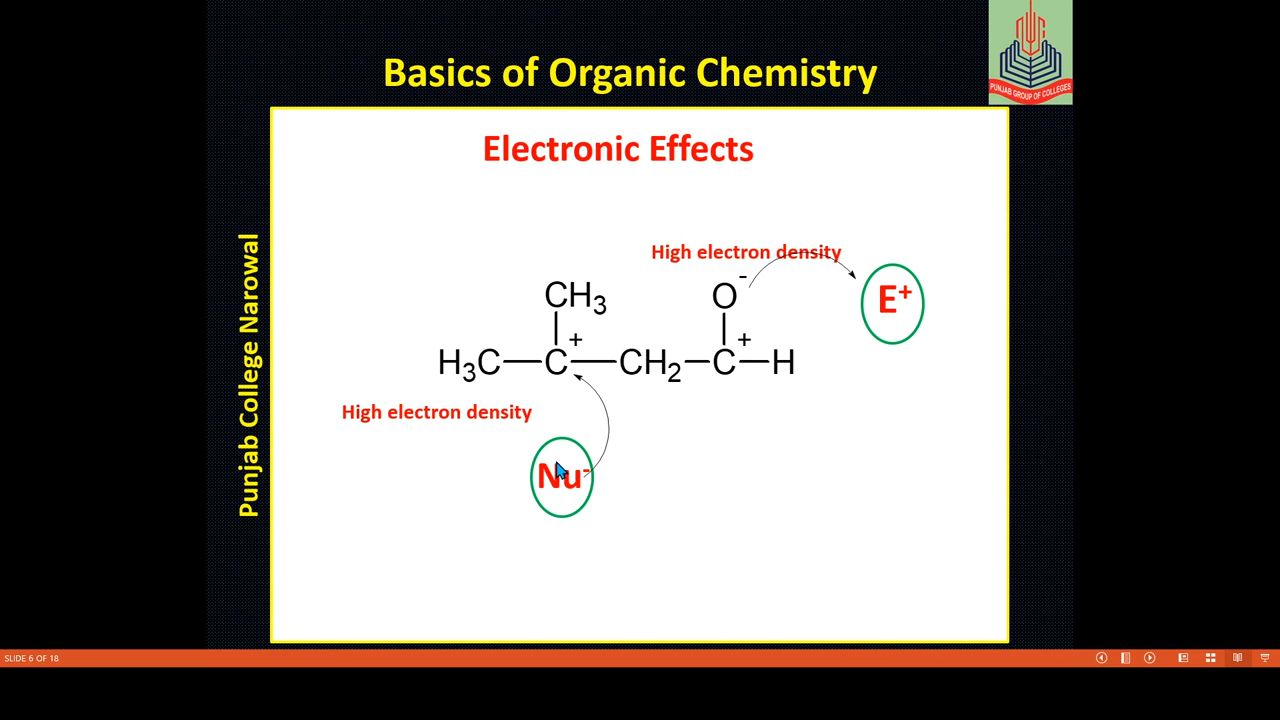 Basics of Organic Chemistry
PUNJAB GROUP OF COLLEGES
Electronic Effects
Punjab College Narowal
High electron density
CH₃ O⁻ E⁺
H₃C—C⁺—CH₂—C⁺—H
High electron density
Nu⁻
SLIDE 6 OF 18